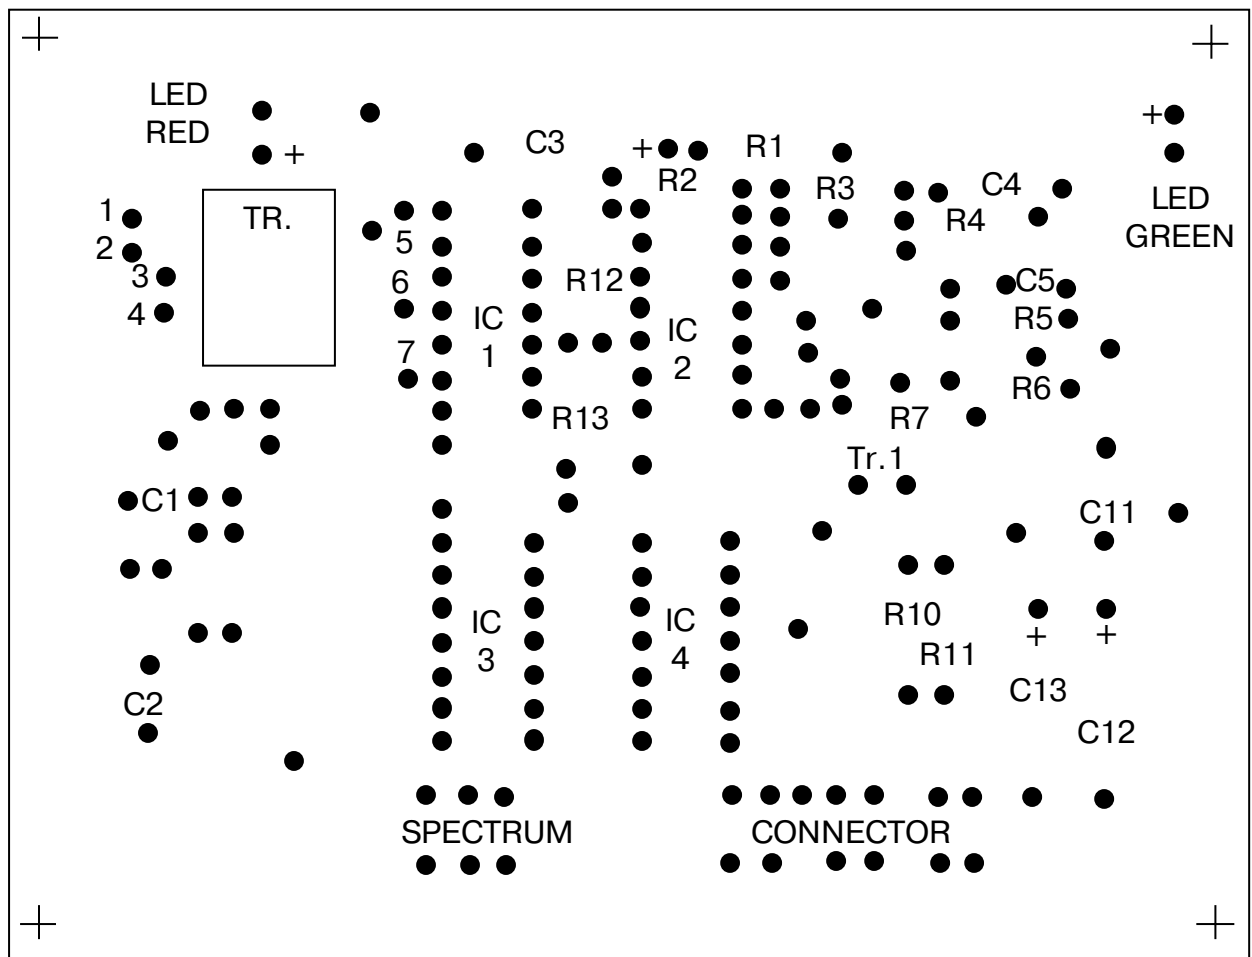 LED
RED
+
C3
+
R1
+
R2
R3
C4
LED
GREEN
R4
1
2
3
4
TR.
5
6
7
IC
1
R12
IC
2
C5
R5
R6
R7
R13
Tr.1
C1
C11
IC
3
IC
4
R10
R11
+
+
C13
C2
C12
SPECTRUM
CONNECTOR